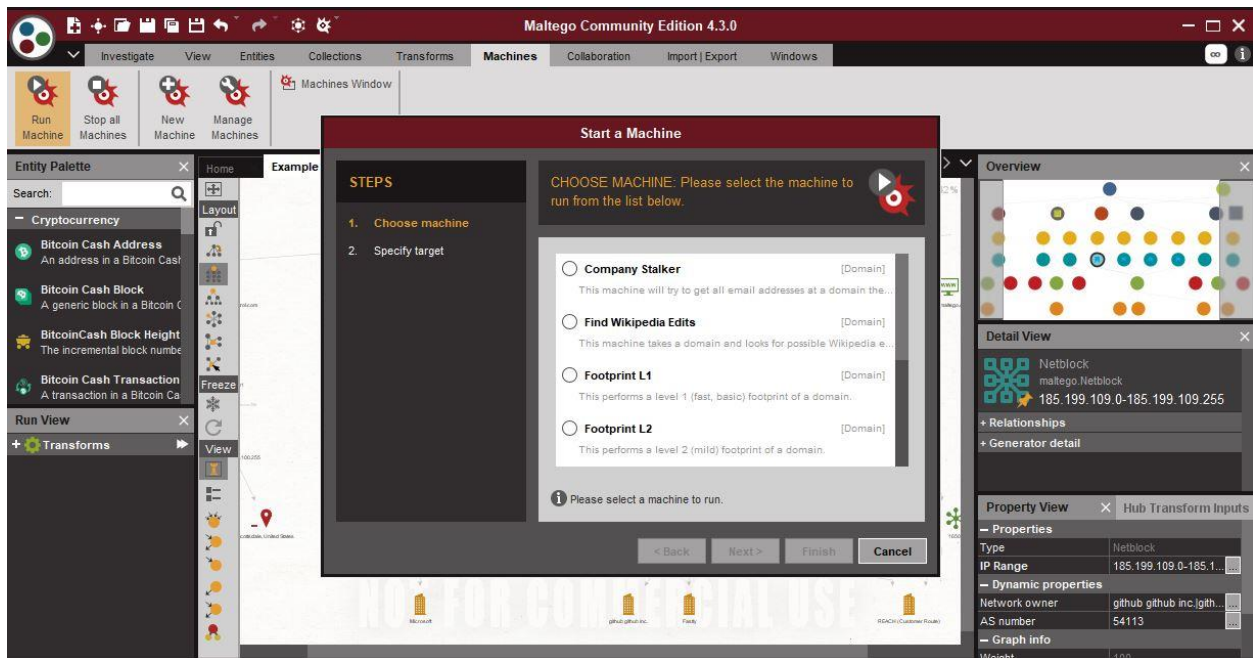 Maltego Community Edition 4.3.0
Investigate View Entities Collections Transforms Machines Collaboration Import | Export Windows
Run Machine
Stop all Machines
New Machine
Manage Machines
Machines Window
Entity Palette
Search:
Cryptocurrency
Bitcoin Cash Address
An address in a Bitcoin Cash
Bitcoin Cash Block
A generic block in a Bitcoin C
BitcoinCash Block Height
The incremental block numbe
Bitcoin Cash Transaction
A transaction in a Bitcoin Ca
Run View
+ Transforms
Home Example
Layout
Freeze
View
Start a Machine
STEPS
1. Choose machine
2. Specify target
CHOOSE MACHINE: Please select the machine to
run from the list below.
Company Stalker [Domain]
This machine will try to get all email addresses at a domain the...
Find Wikipedia Edits [Domain]
This machine takes a domain and looks for possible Wikipedia e...
Footprint L1 [Domain]
This performs a level 1 (fast, basic) footprint of a domain.
Footprint L2 [Domain]
This performs a level 2 (mild) footprint of a domain.
Please select a machine to run.
< Back Next > Finish Cancel
NOT FOR COMMERCIAL USE
Microsoft
github github inc.
Fastly
REACH (Customer Route)
Overview
Detail View
Netblock
maltego.Netblock
185.199.109.0-185.199.109.255
+ Relationships
+ Generator detail
Property View Hub Transform Inputs
– Properties
Type Netblock
IP Range 185.199.109.0-185.1... ...
– Dynamic properties
Network owner github github inc.|gith... ...
AS number 54113 ...
– Graph info
Weight 100